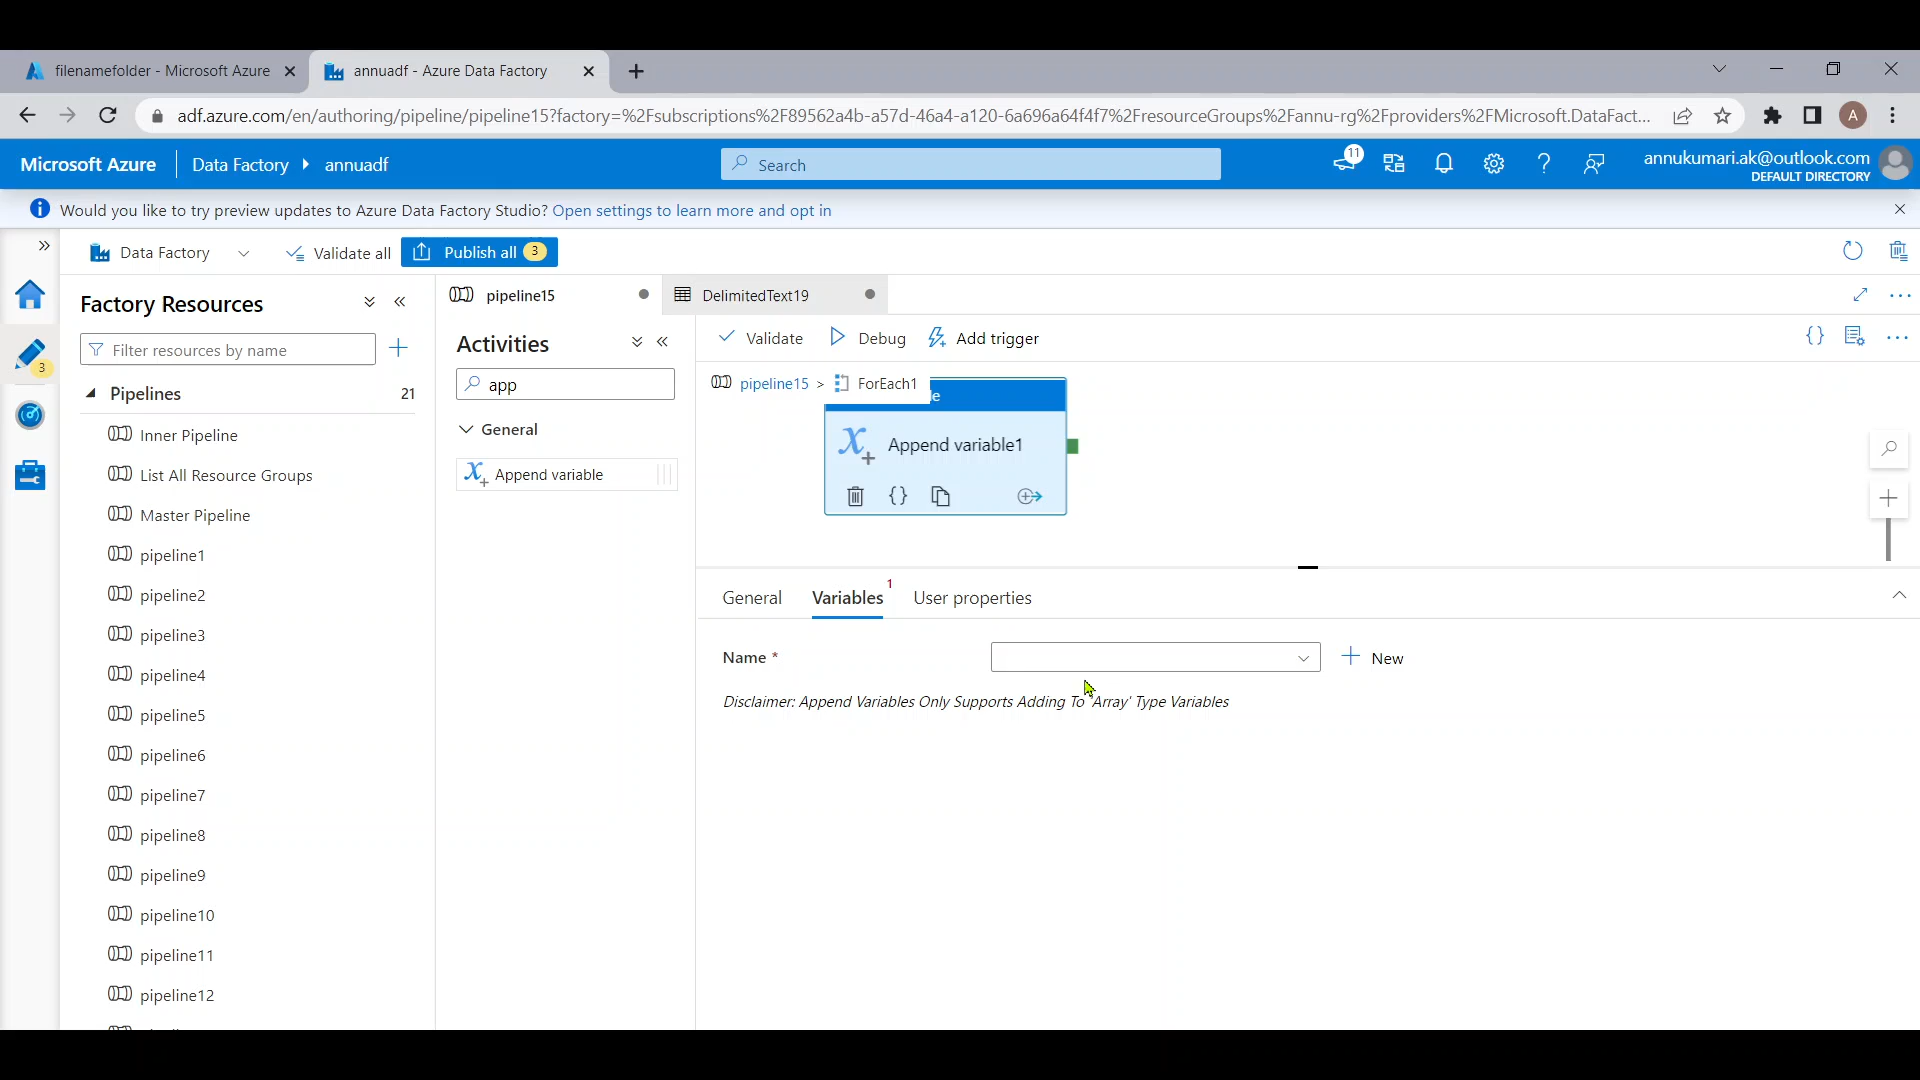 filenamefolder - Microsoft Azure
annuadf - Azure Data Factory
adf.azure.com/en/authoring/pipeline/pipeline15?factory=%2Fsubscriptions%2F89562a4b-a57d-46a4-a120-6a696a64f4f7%2FresourceGroups%2Fannu-rg%2Fproviders%2FMicrosoft.DataFact...
A
Microsoft Azure
Data Factory
annuadf
Search
11
annukumari.ak@outlook.com
DEFAULT DIRECTORY
Would you like to try preview updates to Azure Data Factory Studio? Open settings to learn more and opt in
Data Factory
Validate all
Publish all 3
3
Factory Resources
Filter resources by name
Pipelines 21
Inner Pipeline
List All Resource Groups
Master Pipeline
pipeline1
pipeline2
pipeline3
pipeline4
pipeline5
pipeline6
pipeline7
pipeline8
pipeline9
pipeline10
pipeline11
pipeline12
pipeline15
DelimitedText19
Activities
app
General
Append variable
Validate
Debug
Add trigger
pipeline15 > ForEach1
Append variable1
General
Variables 1
User properties
Name *
New
Disclaimer: Append Variables Only Supports Adding To 'Array' Type Variables